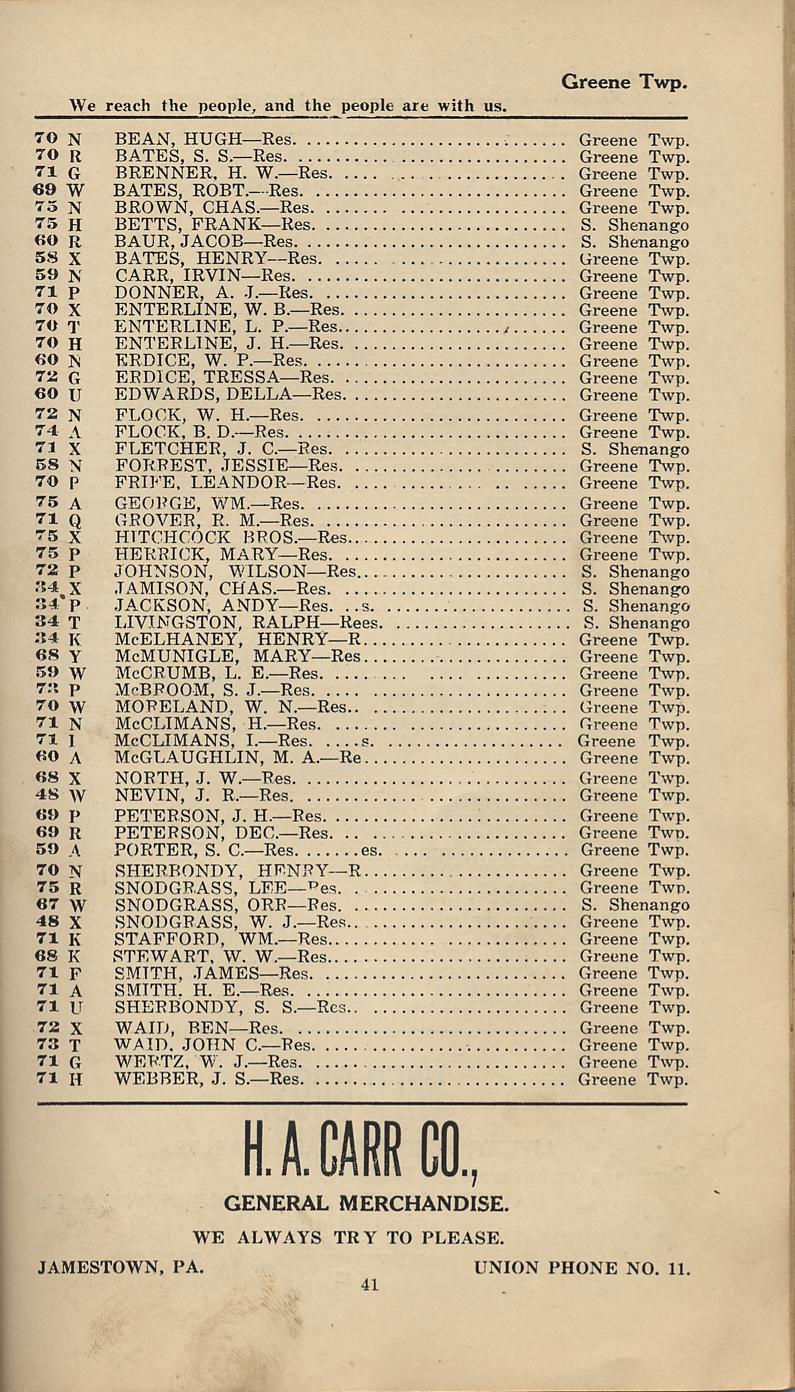 Greene Twp.
We reach the people, and the people are with us.
70 N BEAN, HUGH—Res. ............................ Greene Twp.
70 R BATES, S. S.—Res. ............................ Greene Twp.
71 G BRENNER, H. W.—Res. ............................ Greene Twp.
69 W BATES, ROBT.—Res. ............................ Greene Twp.
75 N BROWN, CHAS.—Res. ............................ Greene Twp.
75 H BETTS, FRANK—Res. ............................ S. Shenango
60 R BAUR, JACOB—Res. ............................ S. Shenango
58 X BATES, HENRY—Res. ............................ Greene Twp.
59 N CARR, IRVIN—Res. ............................ Greene Twp.
71 P DONNER, A. J.—Res. ............................ Greene Twp.
70 X ENTERLINE, W. B.—Res. ............................ Greene Twp.
70 T ENTERLINE, L. P.—Res. ............................ Greene Twp.
70 H ENTERLINE, J. H.—Res. ............................ Greene Twp.
60 N ERDICE, W. P.—Res. ............................ Greene Twp.
72 G ERDICE, TRESSA—Res. ............................ Greene Twp.
60 U EDWARDS, DELLA—Res. ............................ Greene Twp.
72 N FLOCK, W. H.—Res. ............................ Greene Twp.
74 A FLOCK, B. D.—Res. ............................ Greene Twp.
71 X FLETCHER, J. C.—Res. ............................ S. Shenango
58 N FORREST, JESSIE—Res. ............................ Greene Twp.
70 P LEANDOR—Res. ............................ Greene Twp.
75 A GEORGE, WM.—Res. ............................ Greene Twp.
71 Q GROVER, R. M.—Res. ............................ Greene Twp.
75 X HITCHCOCK BROS.—Res. ............................ Greene Twp.
75 P HERRICK, MARY—Res. ............................ Greene Twp.
72 P JOHNSON, WILSON—Res. ............................ S. Shenango
34 X JAMISON, CHAS.—Res. ............................ S. Shenango
34 P JACKSON, ANDY—Res. ..s. ............................ S. Shenango
34 T LIVINGSTON, RALPH—Rees. ............................ S. Shenango
34 K McELHANEY, HENRY—R ............................ Greene Twp.
68 Y McMUNIGLE, MARY—Res ............................ Greene Twp.
59 W McCRUMB, L. E.—Res. ............................ Greene Twp.
73 P McBROOM, S. J.—Res. ............................ Greene Twp.
70 W MORELAND, W. N.—Res. ............................ Greene Twp.
71 N McCLIMANS, H.—Res. ............................ Greene Twp.
71 I McCLIMANS, I.—Res. ....s. ............................ Greene Twp.
60 A McGLAUGHLIN, M. A.—Re ............................ Greene Twp.
68 X NORTH, J. W.—Res. ............................ Greene Twp.
48 W NEVIN, J. R.—Res. ............................ Greene Twp.
69 P PETERSON, J. H.—Res. ............................ Greene Twp.
69 R PETERSON, DEC.—Res. ............................ Greene Twp.
59 A PORTER, S. C.—Res. ......es. ............................ Greene Twp.
70 N SHERBONDY, HENRY—R ............................ Greene Twp.
75 R SNODGRASS, LEE—Res. ............................ Greene Twp.
67 W SNODGRASS, ORR—Res. ............................ S. Shenango
48 X SNODGRASS, W. J.—Res. ............................ Greene Twp.
71 K STAFFORD, WM.—Res. ............................ Greene Twp.
68 K STEWART, W. W.—Res. ............................ Greene Twp.
71 F SMITH, JAMES—Res. ............................ Greene Twp.
71 A SMITH. H. E.—Res. ............................ Greene Twp.
71 U SHERBONDY, S. S.—Res. ............................ Greene Twp.
72 X WAID, BEN—Res. ............................ Greene Twp.
73 T WAID. JOHN C.—Res. ............................ Greene Twp.
71 G WERTZ, W. J.—Res. ............................ Greene Twp.
71 H WEBBER, J. S.—Res. ............................ Greene Twp.
H. A. CARR CO.,
GENERAL MERCHANDISE.
WE ALWAYS TRY TO PLEASE.
JAMESTOWN, PA. UNION PHONE NO. 11.
41